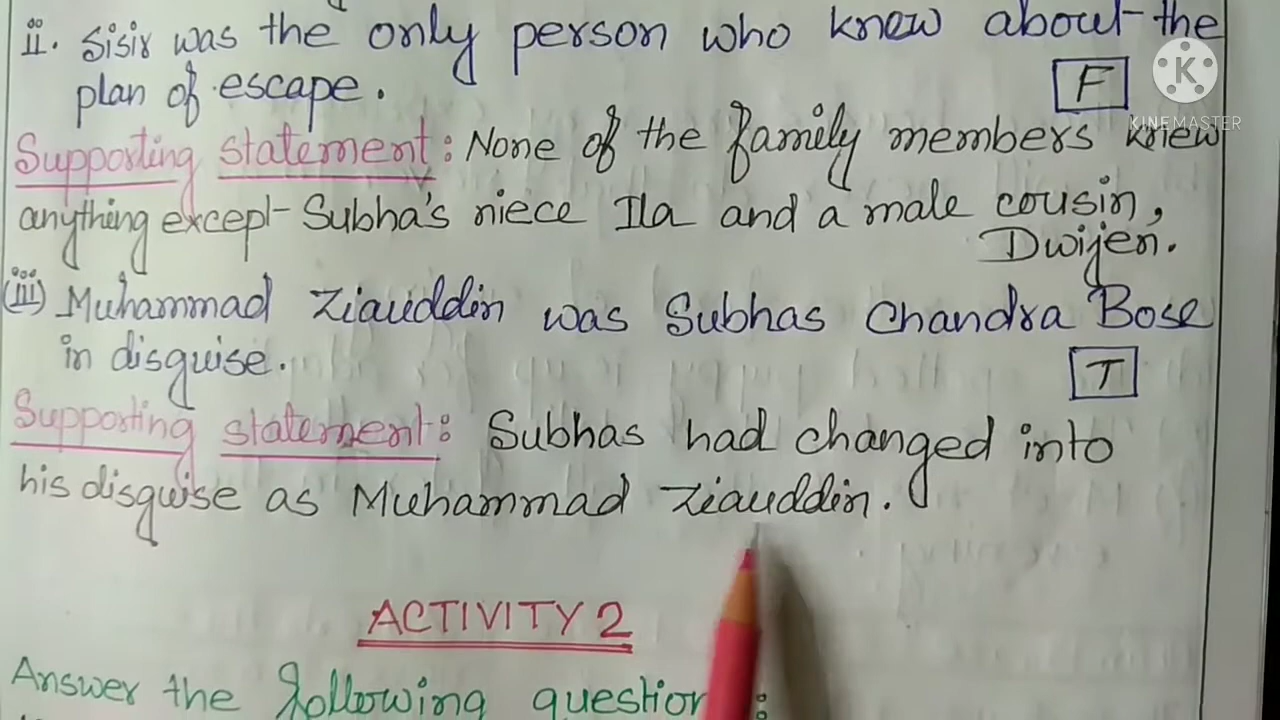 ii. Sisir was the only person who knew about the
plan of escape.
F
K
KINEMASTER
Supporting statement: None of the family members knew
anything except Subha's niece Ila and a male cousin,
Dwijen.
(iii) Muhammad Ziauddin was Subhas Chandra Bose
in disguise.
T
Supporting statement: Subhas had changed into
his disguise as Muhammad Ziauddin.
ACTIVITY 2
Answer the following question :